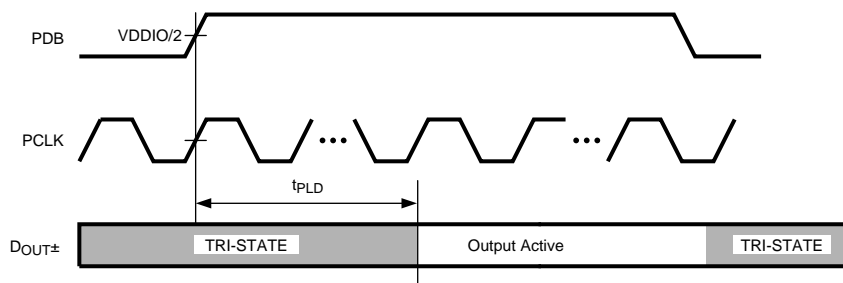 PDB
VDDIO/2
PCLK
tPLD
DOUT±
TRI-STATE
Output Active
TRI-STATE